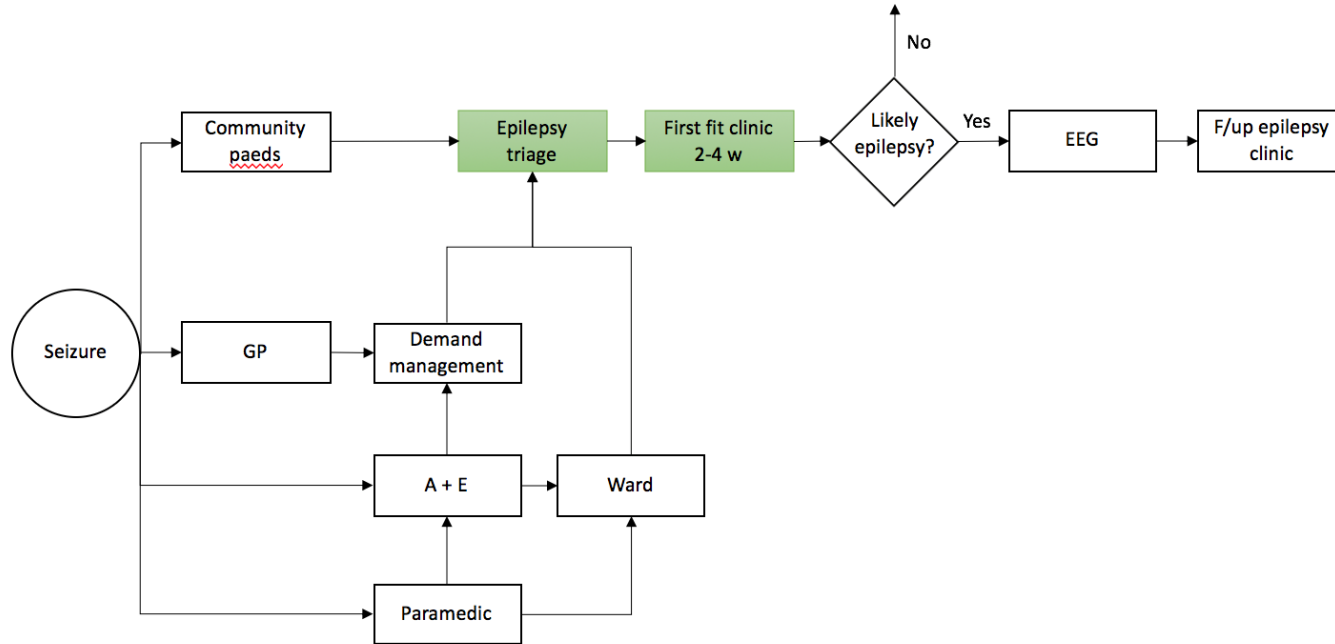 No
Community
paeds
Epilepsy
triage
First fit clinic
2-4 w
Likely
epilepsy?
Yes
EEG
F/up epilepsy
clinic
Seizure
GP
Demand
management
A + E
Ward
Paramedic